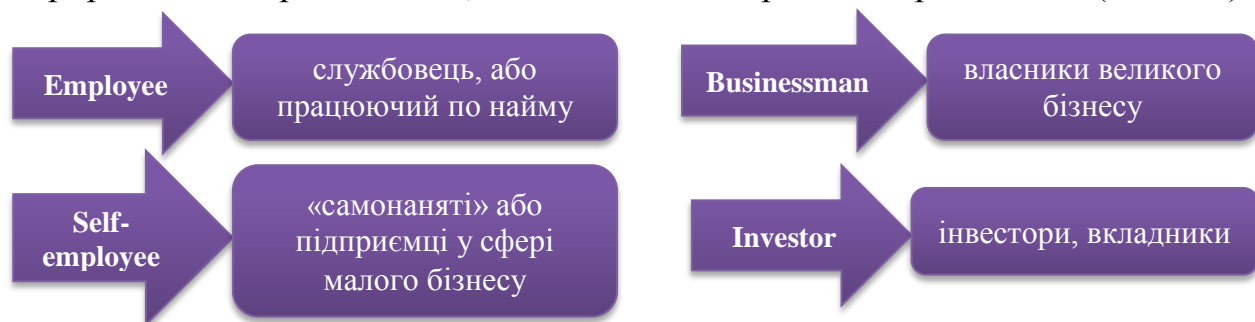 Employee
службовець, або
працюючий по найму
Businessman
власники великого
бізнесу
Self-
employee
«самонаняті» або
підприємці у сфері
малого бізнесу
Investor
інвестори, вкладники